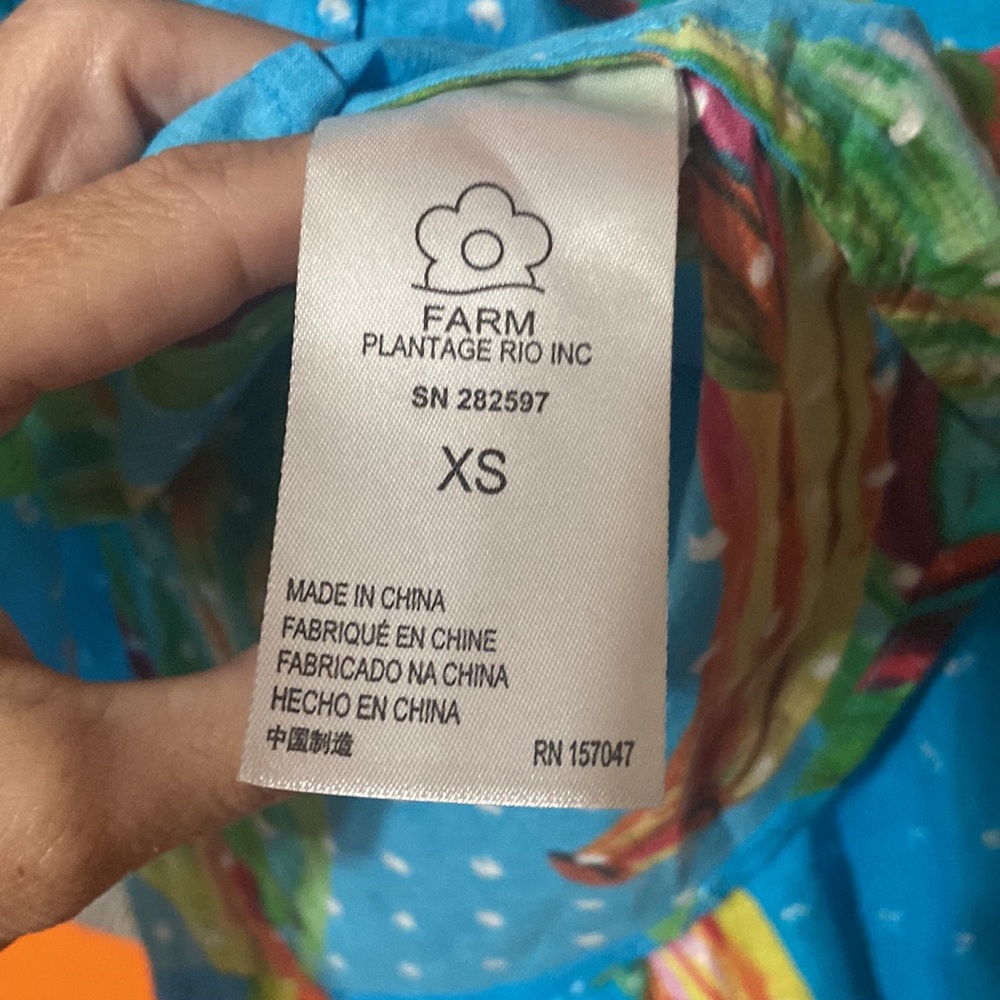 FARM
PLANTAGE RIO INC
SN 282597
XS
MADE IN CHINA
FABRIQUÉ EN CHINE
FABRICADO NA CHINA
HECHO EN CHINA
中国制造
RN 157047